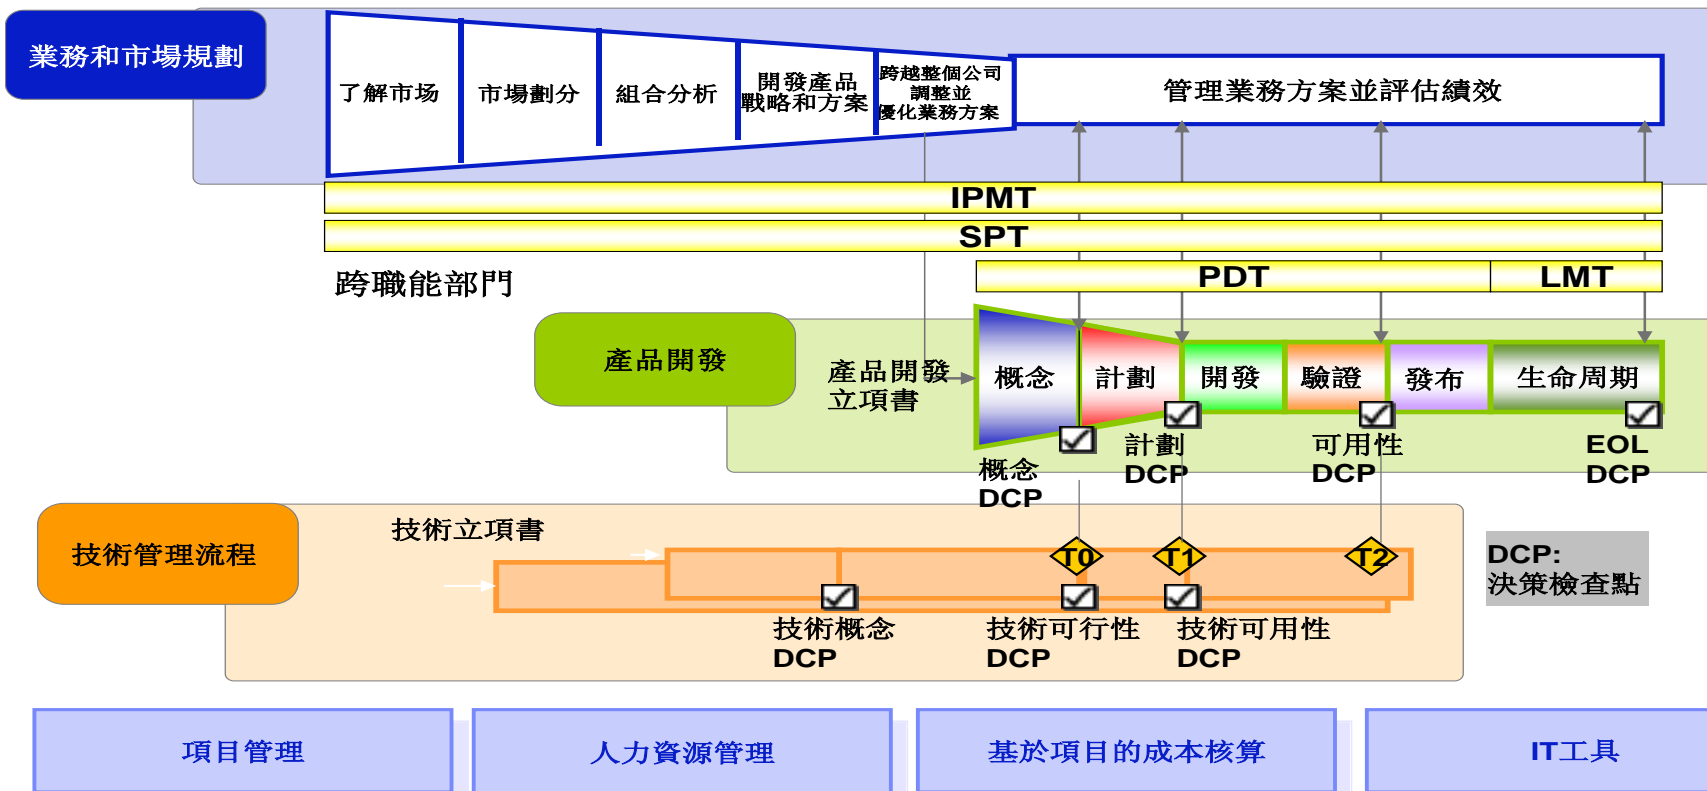 業務和市場規劃
了解市场
市場劃分
組合分析
開發產品
戰略和方案
跨越整個公司
調整並
優化業務方案
管理業務方案並評估績效
IPMT
SPT
PDT
LMT
跨職能部門
產品開發
產品開發
立項書
概念
計劃
開發
驗證
發布
生命周期
概念
DCP
計劃
DCP
可用性
DCP
EOL
DCP
技術管理流程
技術立項書
T0
T1
T2
技術概念
DCP
技術可行性
DCP
技術可用性
DCP
DCP:
決策檢查點
項目管理
人力資源管理
基於項目的成本核算
IT工具